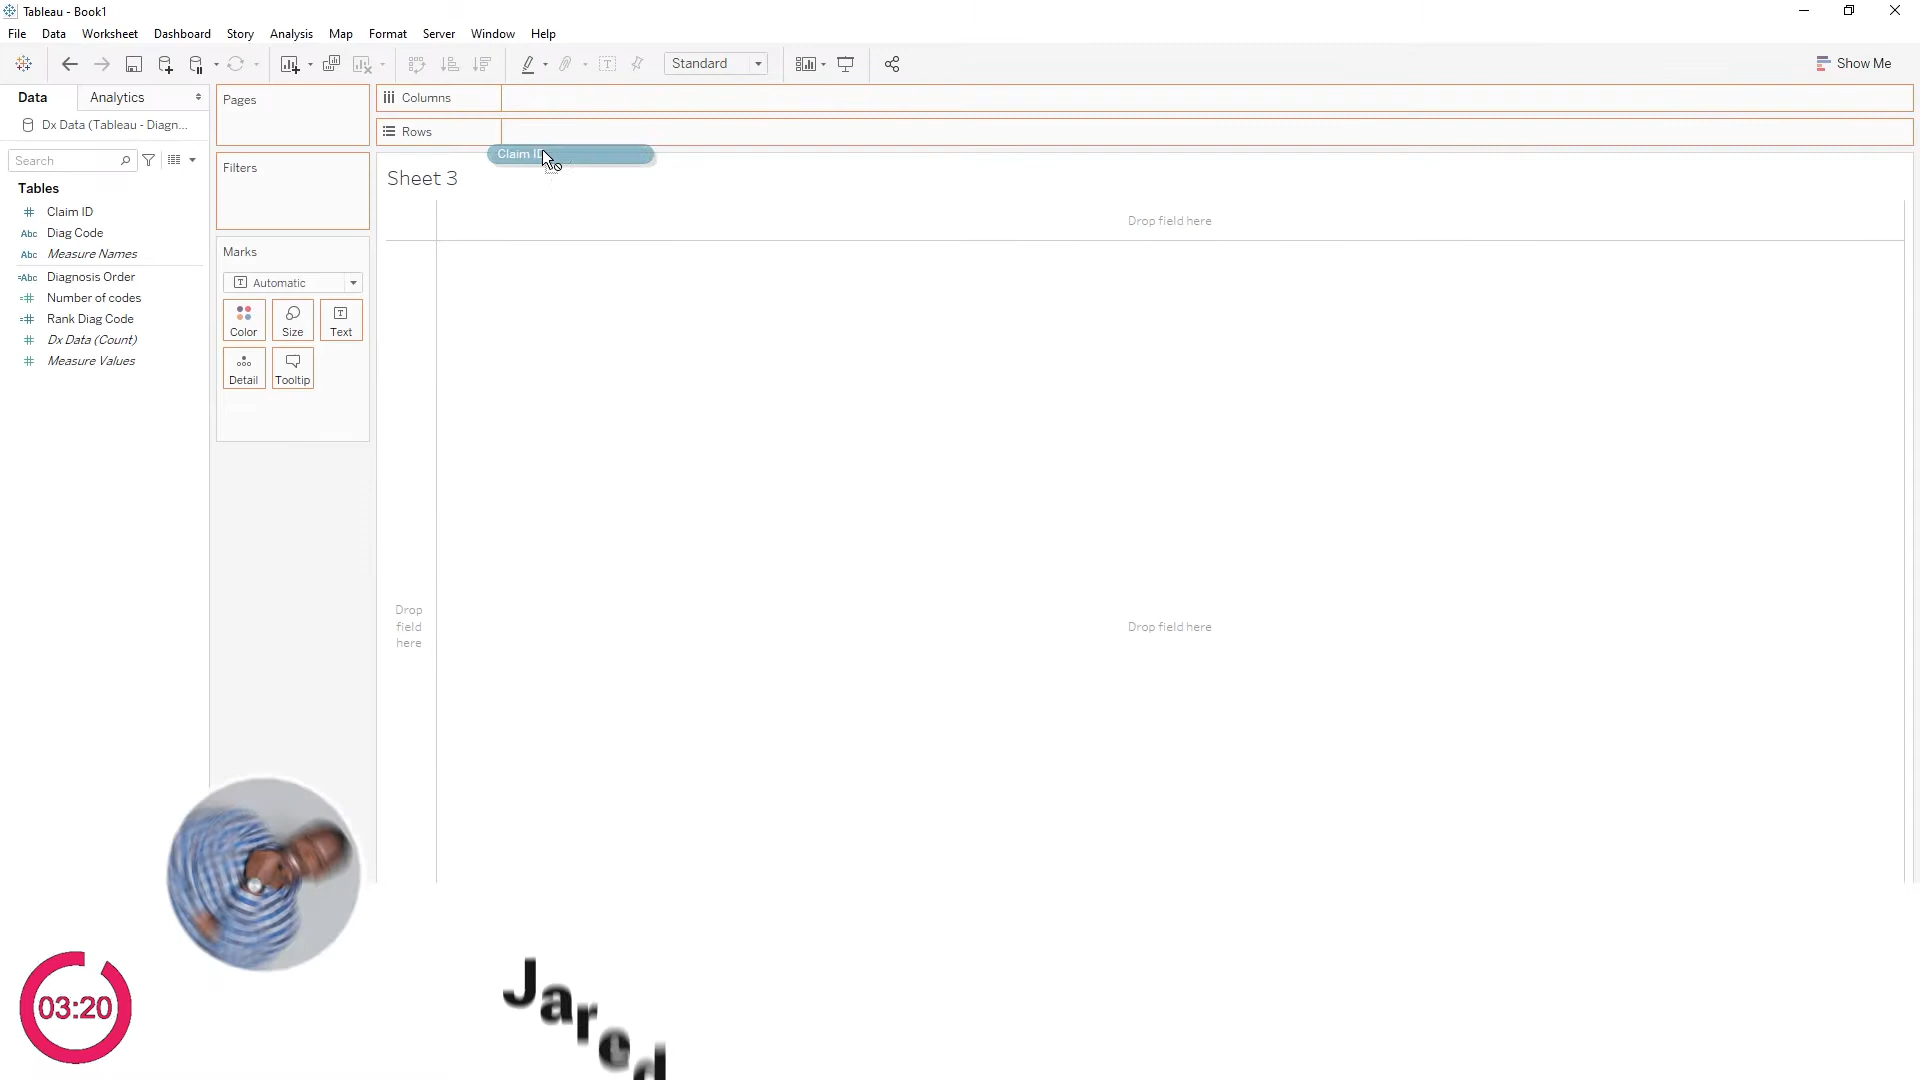 Tableau - Book1
File Data Worksheet Dashboard Story Analysis Map Format Server Window Help
Standard
Show Me
Data Analytics
Pages
Columns
Dx Data (Tableau - Diagn...
Rows
Search
Filters
Claim ID
Sheet 3
Tables
Claim ID
Abc Diag Code
Abc Measure Names
=Abc Diagnosis Order
Number of codes
Rank Diag Code
Dx Data (Count)
Measure Values
Marks
Automatic
Color Size Text
Detail Tooltip
Drop field here
Drop
field
here
Drop field here
03:20
Jared